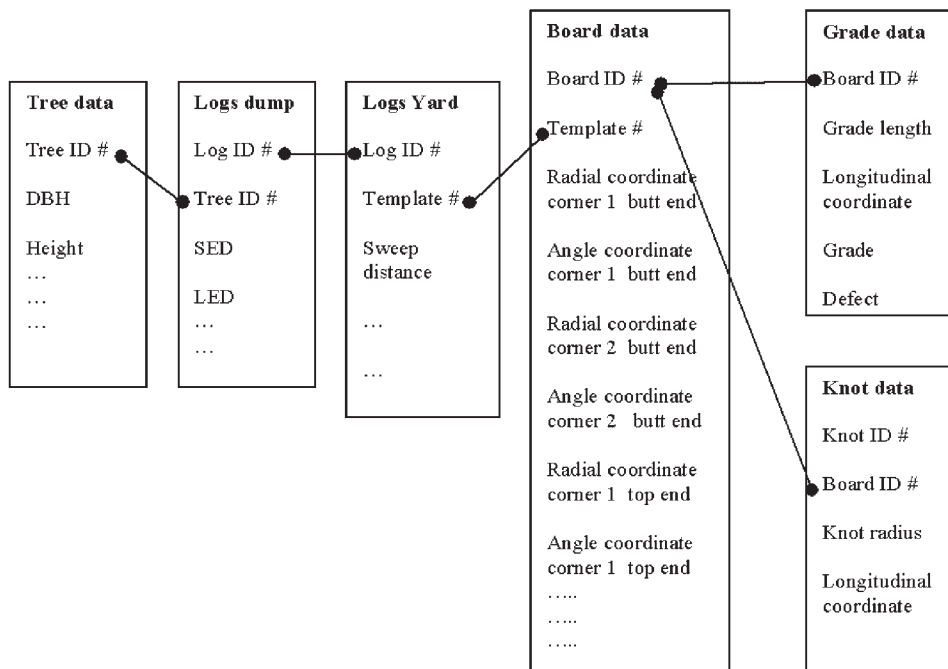 Tree data
Tree ID #
DBH
Height
…
…
…
Logs dump
Log ID #
Tree ID #
SED
LED
…
…
Logs Yard
Log ID #
Template #
Sweep
distance
…
…
Board data
Board ID #
Template #
Radial coordinate
corner 1 butt end
Angle coordinate
corner 1 butt end
Radial coordinate
corner 2 butt end
Angle coordinate
corner 2 butt end
Radial coordinate
corner 1 top end
Angle coordinate
corner 1 top end
…..
…..
…..
Grade data
Board ID #
Grade length
Longitudinal
coordinate
Grade
Defect
Knot data
Knot ID #
Board ID #
Knot radius
Longitudinal
coordinate